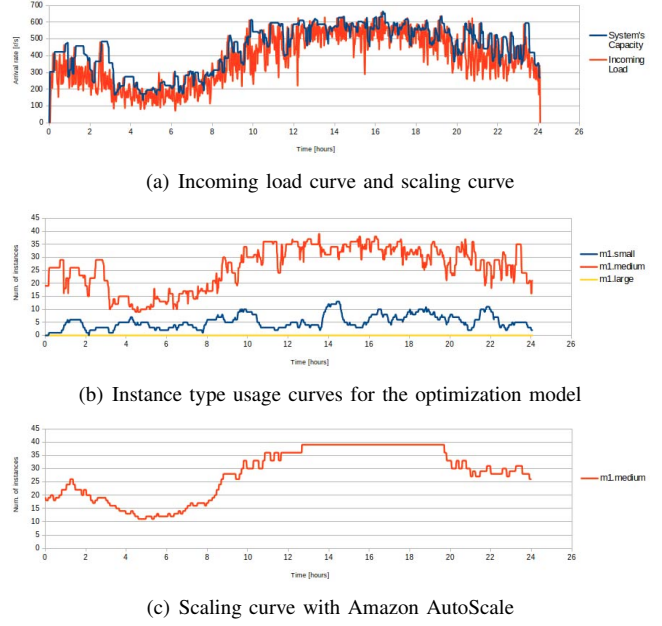 700
600
500
400
300
200
100
0
Arrival rate [r/s]
0 2 4 6 8 10 12 14 16 18 20 22 24 26
Time [hours]
System's
Capacity
Incoming
Load
(a) Incoming load curve and scaling curve
45
40
35
30
25
20
15
10
5
0
Num. of instances
0 2 4 6 8 10 12 14 16 18 20 22 24 26
Time [hours]
m1.small
m1.medium
m1.large
(b) Instance type usage curves for the optimization model
45
40
35
30
25
20
15
10
5
0
Num. of instances
0 2 4 6 8 10 12 14 16 18 20 22 24 26
Time [hours]
m1.medium
(c) Scaling curve with Amazon AutoScale